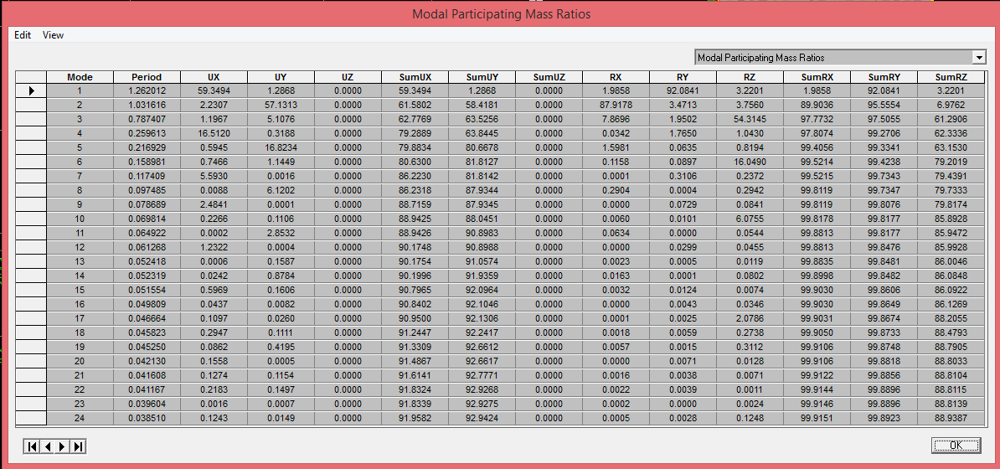 Modal Participating Mass Ratios
Edit View
Modal Participating Mass Ratios
Mode Period UX UY UZ SumUX SumUY SumUZ RX RY RZ SumRX SumRY SumRZ
1 1.262012 59.3494 1.2868 0.0000 59.3494 1.2868 0.0000 1.9858 92.0841 3.2201 1.9858 92.0841 3.2201
2 1.031616 2.2307 57.1313 0.0000 61.5802 58.4181 0.0000 87.9178 3.4713 3.7560 89.9036 95.5554 6.9762
3 0.787407 1.1967 5.1076 0.0000 62.7769 63.5256 0.0000 7.8696 1.9502 54.3145 97.7732 97.5055 61.2906
4 0.259613 16.5120 0.3188 0.0000 79.2889 63.8445 0.0000 0.0342 1.7650 1.0430 97.8074 99.2706 62.3336
5 0.216929 0.5945 16.8234 0.0000 79.8834 80.6678 0.0000 1.5981 0.0635 0.8194 99.4056 99.3341 63.1530
6 0.158981 0.7466 1.1449 0.0000 80.6300 81.8127 0.0000 0.1158 0.0897 16.0490 99.5214 99.4238 79.2019
7 0.117409 5.5930 0.0016 0.0000 86.2230 81.8142 0.0000 0.0001 0.3106 0.2372 99.5215 99.7343 79.4391
8 0.097485 0.0088 6.1202 0.0000 86.2318 87.9344 0.0000 0.2904 0.0004 0.2942 99.8119 99.7347 79.7333
9 0.078689 2.4841 0.0001 0.0000 88.7159 87.9345 0.0000 0.0000 0.0729 0.0841 99.8119 99.8076 79.8174
10 0.069814 0.2266 0.1106 0.0000 88.9425 88.0451 0.0000 0.0060 0.0101 6.0755 99.8178 99.8177 85.8928
11 0.064922 0.0002 2.8532 0.0000 88.9426 90.8983 0.0000 0.0634 0.0000 0.0544 99.8813 99.8177 85.9472
12 0.061268 1.2322 0.0004 0.0000 90.1748 90.8988 0.0000 0.0000 0.0299 0.0455 99.8813 99.8476 85.9928
13 0.052418 0.0006 0.1587 0.0000 90.1754 91.0574 0.0000 0.0023 0.0005 0.0119 99.8835 99.8481 86.0046
14 0.052319 0.0242 0.8784 0.0000 90.1996 91.9359 0.0000 0.0163 0.0001 0.0802 99.8998 99.8482 86.0848
15 0.051554 0.5969 0.1606 0.0000 90.7965 92.0964 0.0000 0.0032 0.0124 0.0074 99.9030 99.8606 86.0922
16 0.049809 0.0437 0.0082 0.0000 90.8402 92.1046 0.0000 0.0000 0.0043 0.0346 99.9030 99.8649 86.1269
17 0.046664 0.1097 0.0260 0.0000 90.9500 92.1306 0.0000 0.0001 0.0025 2.0786 99.9031 99.8674 88.2055
18 0.045823 0.2947 0.1111 0.0000 91.2447 92.2417 0.0000 0.0018 0.0059 0.2738 99.9050 99.8733 88.4793
19 0.045250 0.0862 0.4195 0.0000 91.3309 92.6612 0.0000 0.0057 0.0015 0.3112 99.9106 99.8748 88.7905
20 0.042130 0.1558 0.0005 0.0000 91.4867 92.6617 0.0000 0.0000 0.0071 0.0128 99.9106 99.8818 88.8033
21 0.041608 0.1274 0.1154 0.0000 91.6141 92.7771 0.0000 0.0016 0.0038 0.0071 99.9122 99.8856 88.8104
22 0.041167 0.2183 0.1497 0.0000 91.8324 92.9268 0.0000 0.0022 0.0039 0.0011 99.9144 99.8896 88.8115
23 0.039604 0.0016 0.0007 0.0000 91.8339 92.9275 0.0000 0.0002 0.0000 0.0024 99.9146 99.8896 88.8139
24 0.038510 0.1243 0.0149 0.0000 91.9582 92.9424 0.0000 0.0005 0.0028 0.1248 99.9151 99.8923 88.9387
OK